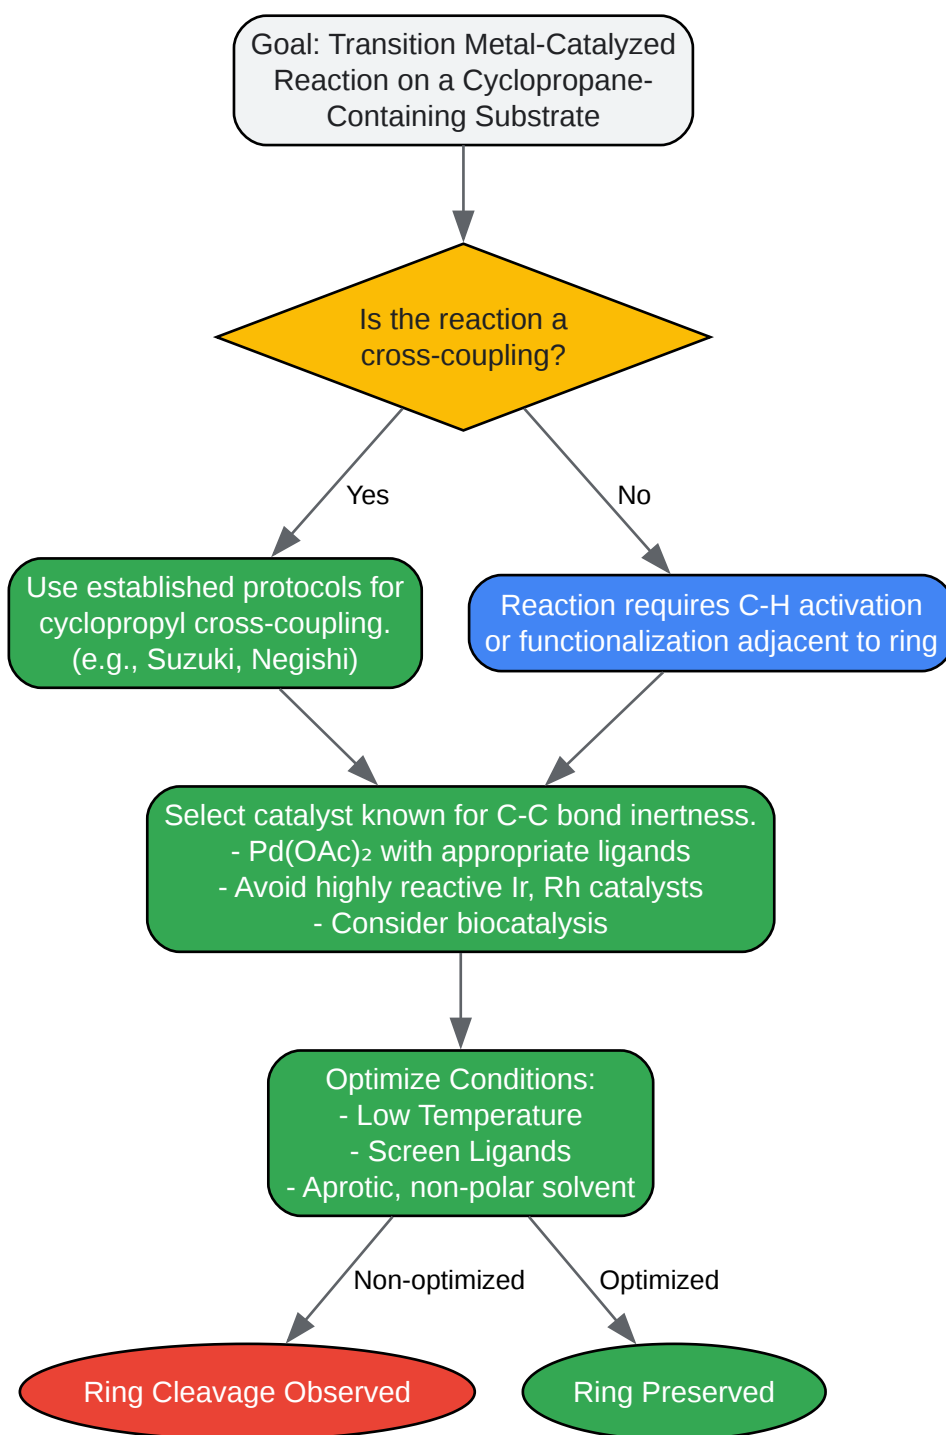 Goal: Transition Metal-Catalyzed
Reaction on a Cyclopropane-
Containing Substrate
Is the reaction a
cross-coupling?
Yes
No
Use established protocols for
cyclopropyl cross-coupling.
(e.g., Suzuki, Negishi)
Reaction requires C-H activation
or functionalization adjacent to ring
Select catalyst known for C-C bond inertness.
- Pd(OAc)₂ with appropriate ligands
- Avoid highly reactive Ir, Rh catalysts
- Consider biocatalysis
Optimize Conditions:
- Low Temperature
- Screen Ligands
- Aprotic, non-polar solvent
Non-optimized
Optimized
Ring Cleavage Observed
Ring Preserved